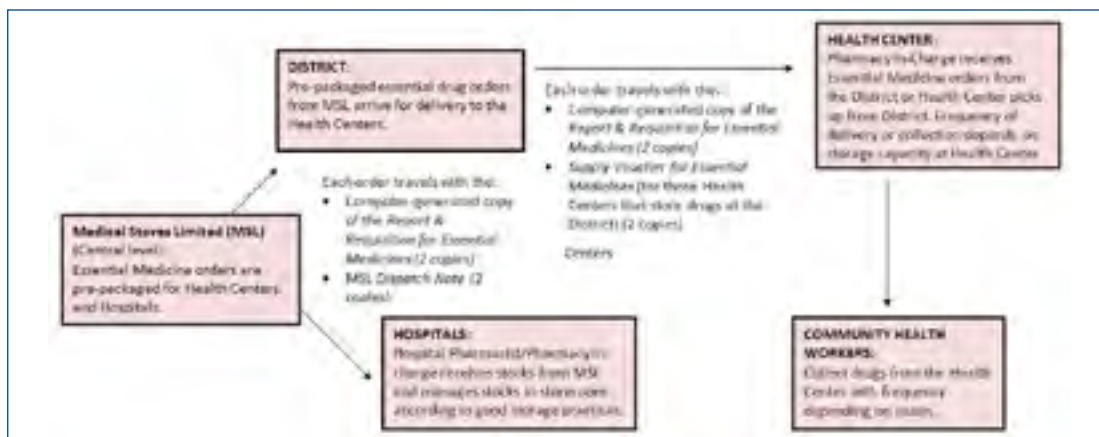 DISTRICT:
Pre-packaged essential drug orders
from MSL arrive for delivery to the
Health Centers.
Each order travels with the:
• Computer-generated copy of the
Report & Requisition for Essential
Medicines (2 copies)
• Supply Voucher for Essential
Medicines (for those Health
Centers that store drugs at the
District) (2 copies)
Centers
HEALTH CENTER:
Pharmacy In-Charge receives
Essential Medicine orders from
the District or Health Center picks
up from District. Frequency of
delivery or collection depends on
storage capacity at Health Center
Each order travels with the:
• Computer-generated copy
of the Report &
Requisition for Essential
Medicines (2 copies)
• MSL Dispatch Note (2
copies)
Medical Stores Limited (MSL)
(Central level):
Essential Medicine orders are
pre-packaged for Health Centers
and Hospitals.
HOSPITALS:
Hospital Pharmacist/Pharmacy In-
charge receives stocks from MSL
and manages stocks in storeroom
according to good storage practices.
COMMUNITY HEALTH
WORKERS:
Collect drugs from the Health
Center with frequency
depending on